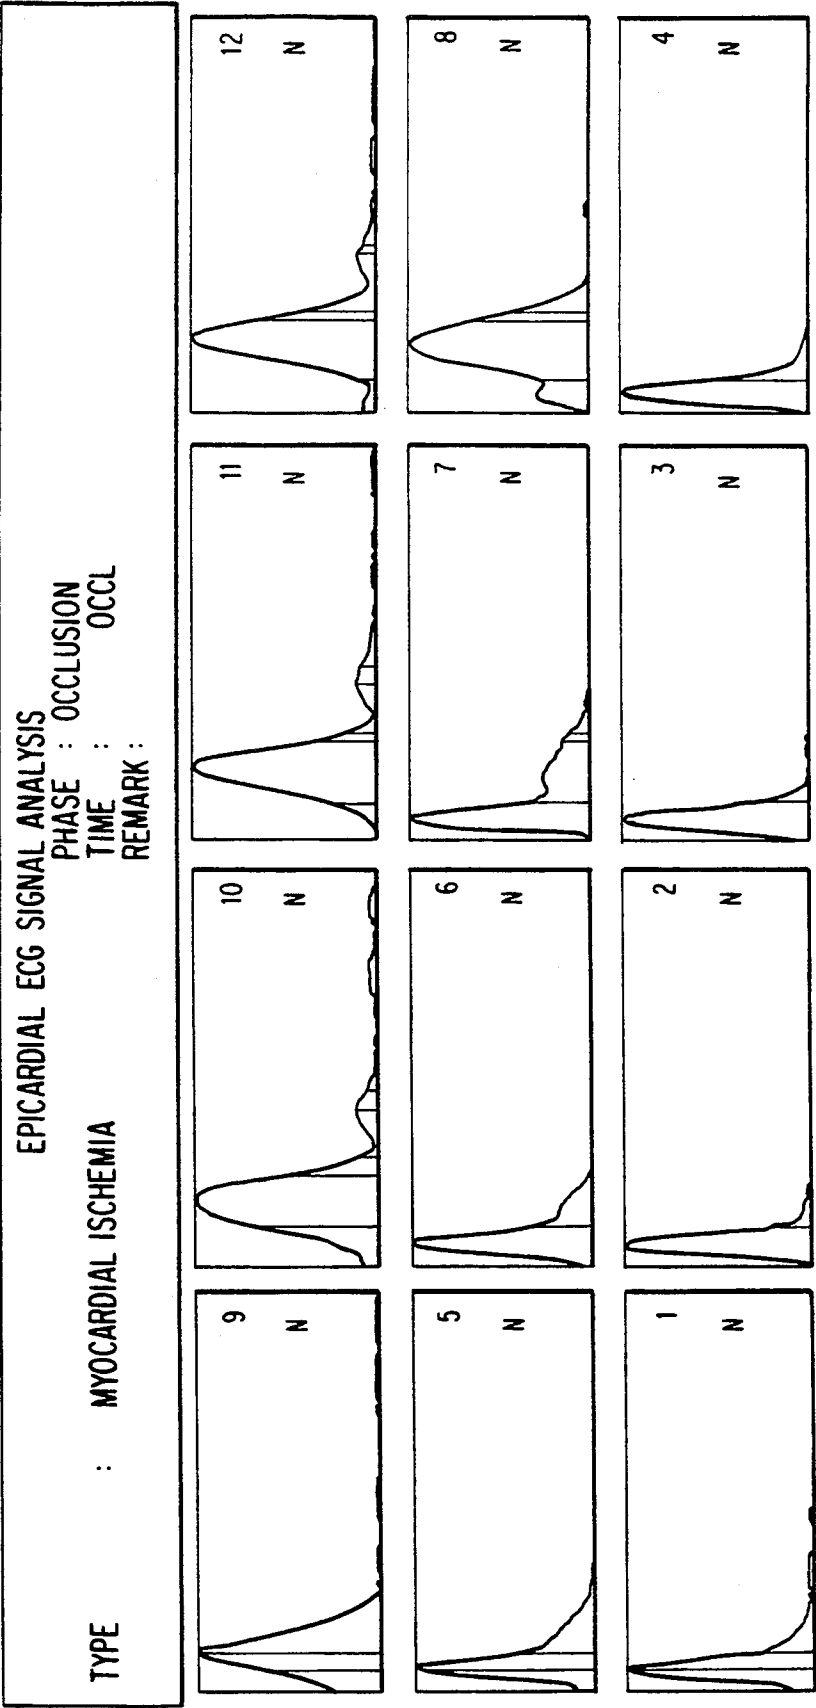 EPICARDIAL ECG SIGNAL ANALYSIS
PHASE : OCCLUSION
TYPE : MYOCARDIAL ISCHEMIA TIME : OCCL
REMARK :
9
N
10
N
11
N
12
N
5
N
6
N
7
N
8
N
1
N
2
N
3
N
4
N